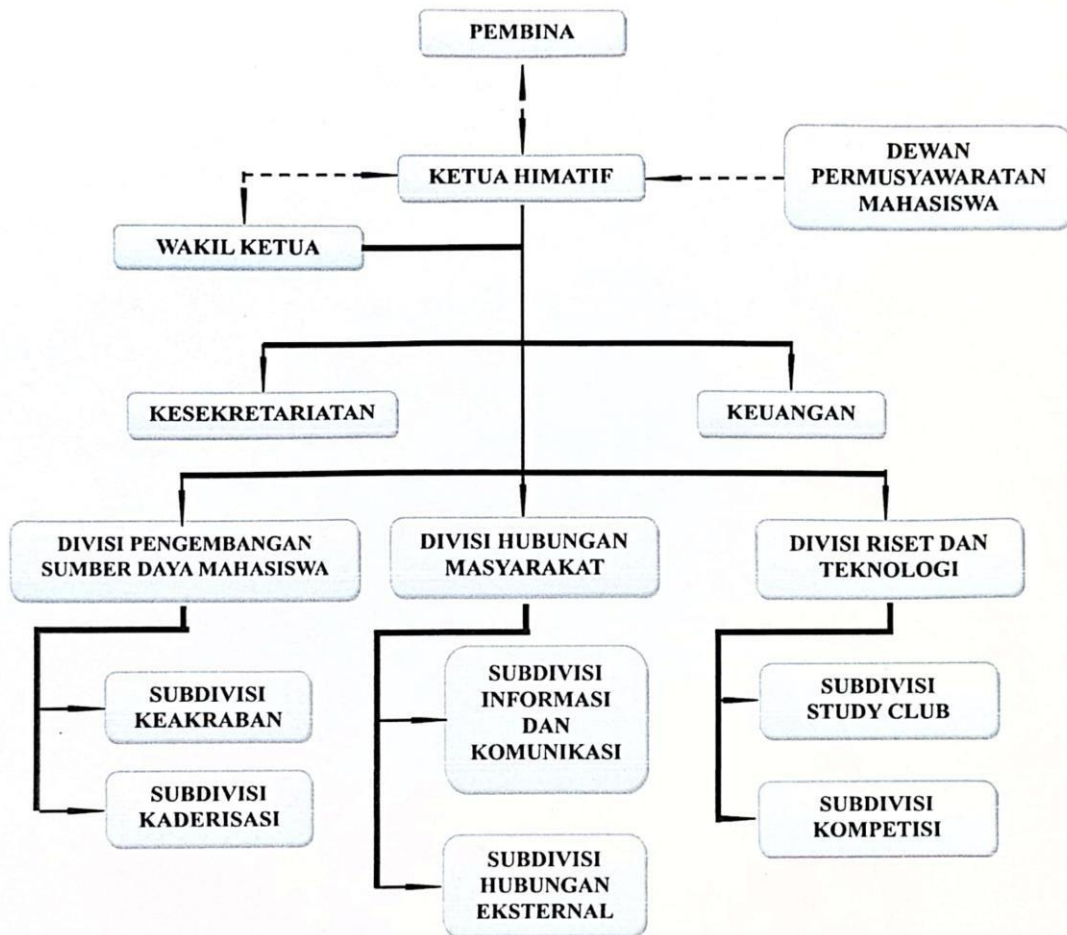 PEMBINA
KETUA HIMATIF
DEWAN
PERMUSYAWARATAN
MAHASISWA
WAKIL KETUA
KESEKRETARIATAN
KEUANGAN
DIVISI PENGEMBANGAN
SUMBER DAYA MAHASISWA
DIVISI HUBUNGAN
MASYARAKAT
DIVISI RISET DAN
TEKNOLOGI
SUBDIVISI
KEAKRABAN
SUBDIVISI
INFORMASI
DAN
KOMUNIKASI
SUBDIVISI
STUDY CLUB
SUBDIVISI
KADERISASI
SUBDIVISI
HUBUNGAN
EKSTERNAL
SUBDIVISI
KOMPETISI